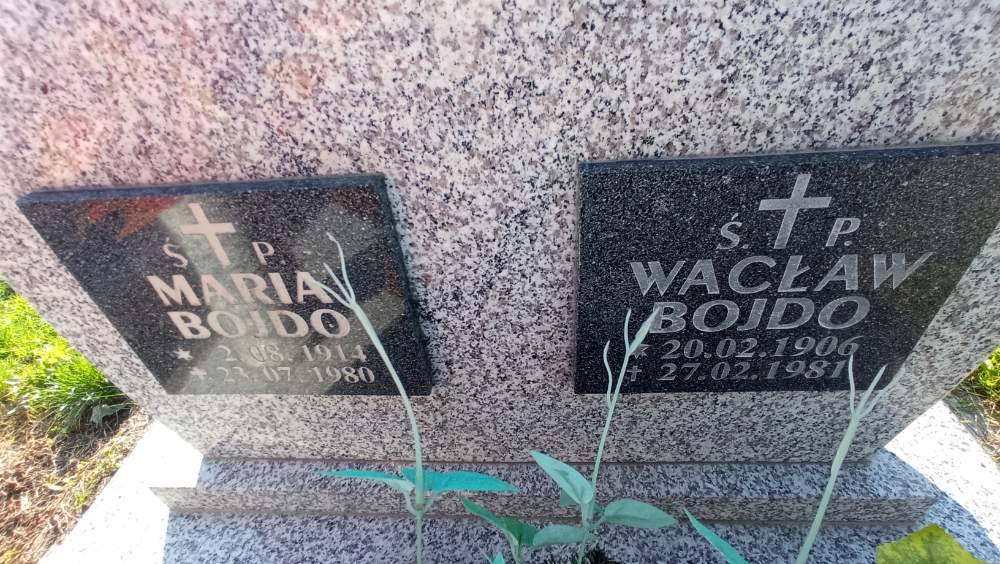 Ś. P.
MARIA
BOJDO
* 2.08.1914
+ 23.07.1980
Ś. P.
WACŁAW
BOJDO
* 20.02.1906
+ 27.02.1981